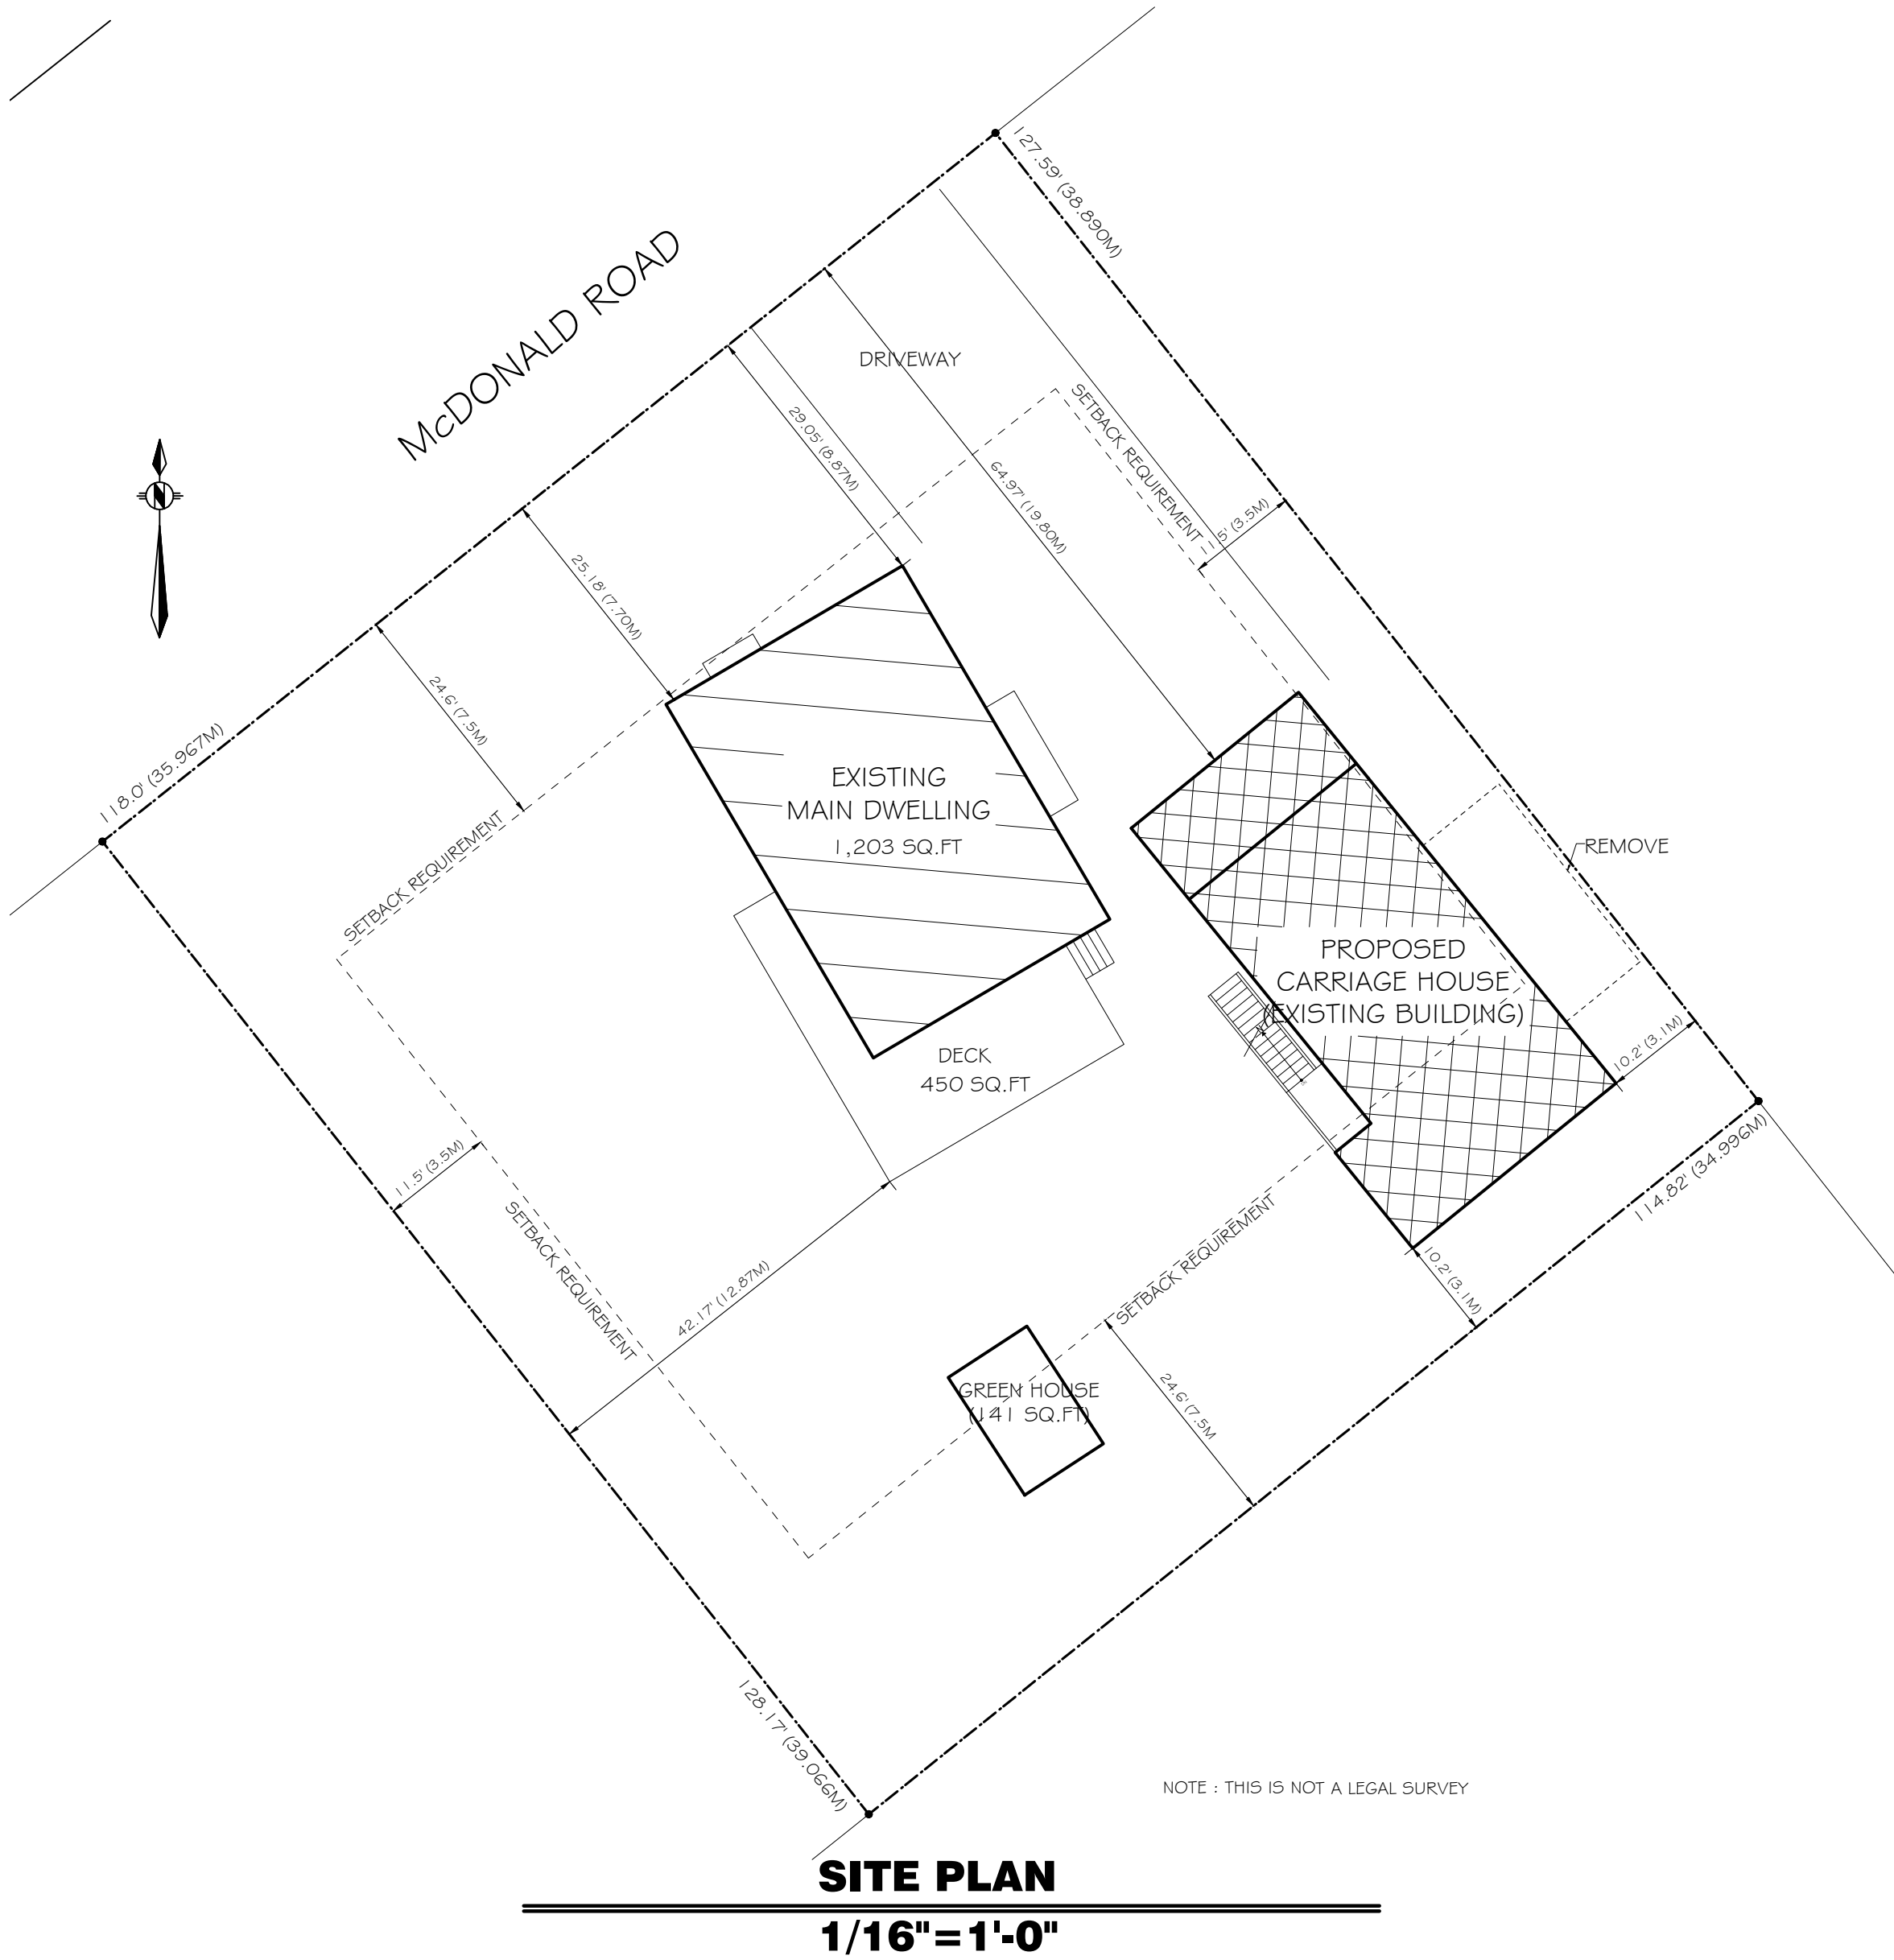 127.59' (38.890M)
McDONALD ROAD
DRIVEWAY
SETBACK REQUIREMENT
29.05' (8.87M)
64.97' (19.80M)
5' (3.5M)
N
25.18' (7.70M)
24.6' (7.5M)
118.0' (35.967M)
EXISTING
MAIN DWELLING
1,203 SQ.FT
REMOVE
SETBACK REQUIREMENT
PROPOSED
CARRIAGE HOUSE
(EXISTING BUILDING)
10.2' (3.1M)
DECK
450 SQ.FT
114.82' (34.996M)
11.5' (3.5M)
SETBACK REQUIREMENT
SETBACK REQUIREMENT
42.17' (12.87M)
10.2' (3.1M)
GREEN HOUSE
(141 SQ.FT)
24.6' (7.5M
128.17' (39.066M)
NOTE : THIS IS NOT A LEGAL SURVEY
SITE PLAN
1/16"=1'-0"